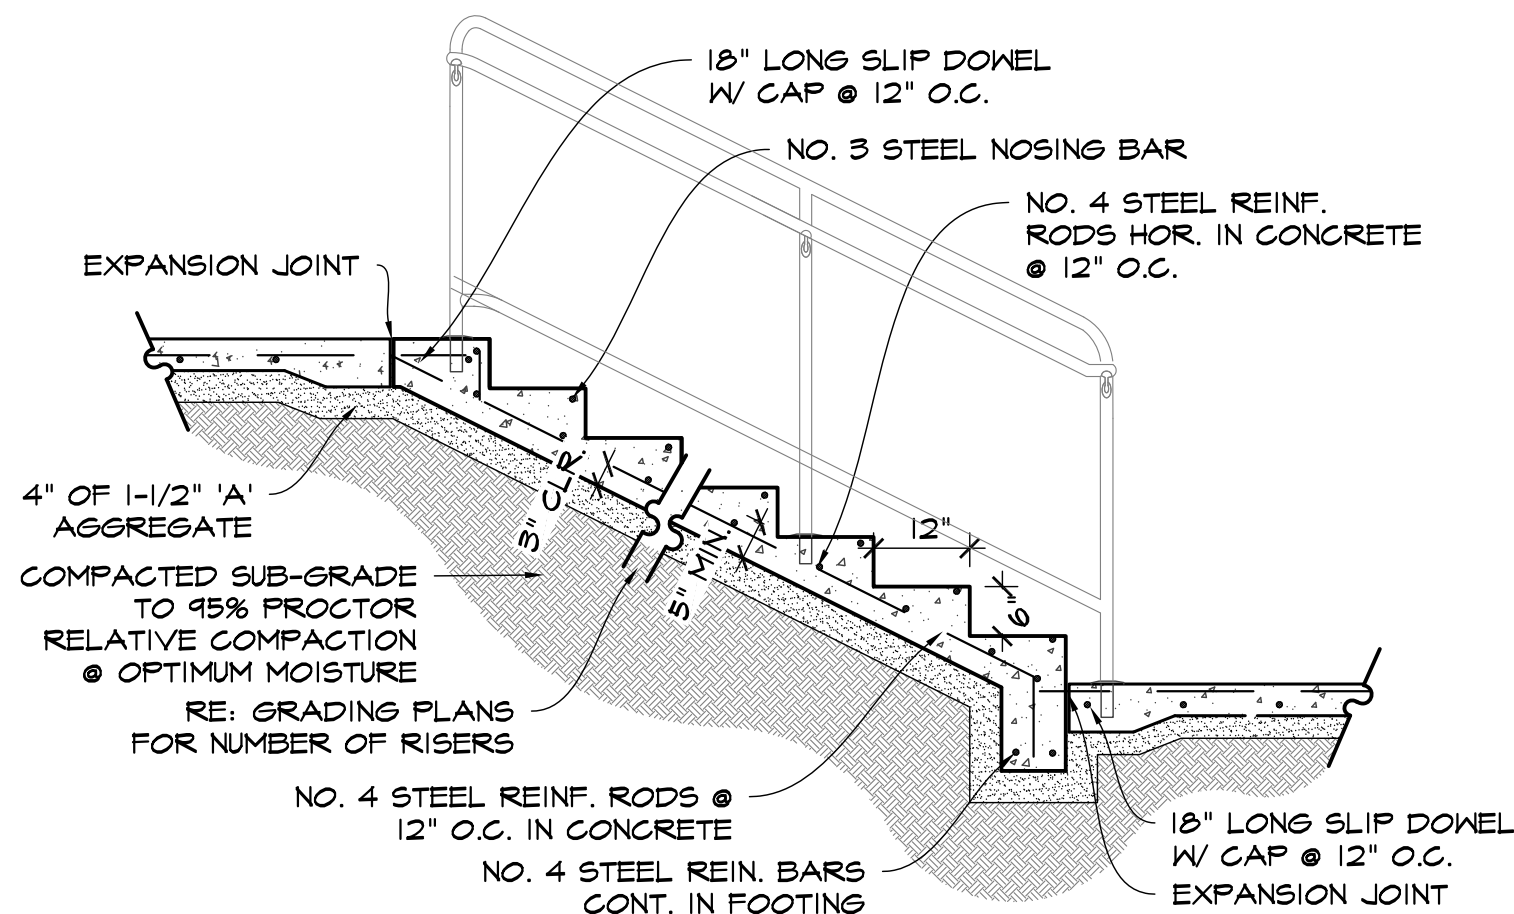 18" LONG SLIP DOWEL
W/ CAP @ 12" O.C.
NO. 3 STEEL NOSING BAR
NO. 4 STEEL REINF.
RODS HOR. IN CONCRETE
@ 12" O.C.
EXPANSION JOINT
3" CLR.
5" MIN.
12"
6"
4" OF 1-1/2" 'A'
AGGREGATE
COMPACTED SUB-GRADE
TO 95% PROCTOR
RELATIVE COMPACTION
@ OPTIMUM MOISTURE
RE: GRADING PLANS
FOR NUMBER OF RISERS
NO. 4 STEEL REINF. RODS @
12" O.C. IN CONCRETE
NO. 4 STEEL REIN. BARS
CONT. IN FOOTING
18" LONG SLIP DOWEL
W/ CAP @ 12" O.C.
EXPANSION JOINT